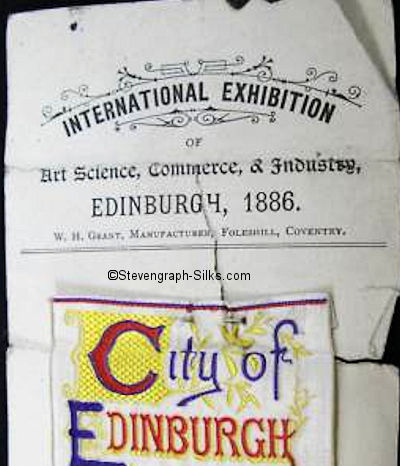 INTERNATIONAL EXHIBITION
OF
Art Science, Commerce, & Industry,
EDINBURGH, 1886.
W. H. GRANT, MANUFACTURER, FOLESHILL, COVENTRY.
©Stevengraph-Silks.com
City of
EDINBURGH